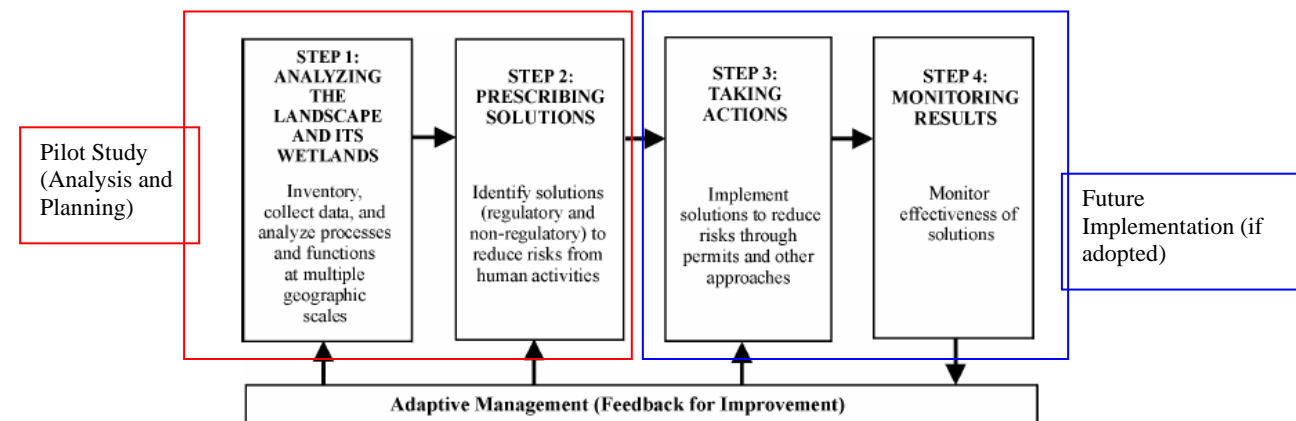 Pilot Study
(Analysis and
Planning)
STEP 1:
ANALYZING
THE
LANDSCAPE
AND ITS
WETLANDS
Inventory,
collect data, and
analyze processes
and functions
at multiple
geographic
scales
STEP 2:
PRESCRIBING
SOLUTIONS
Identify solutions
(regulatory and
non-regulatory) to
reduce risks from
human activities
STEP 3:
TAKING
ACTIONS
Implement
solutions to reduce
risks through
permits and other
approaches
STEP 4:
MONITORING
RESULTS
Monitor
effectiveness of
solutions
Future
Implementation (if
adopted)
Adaptive Management (Feedback for Improvement)